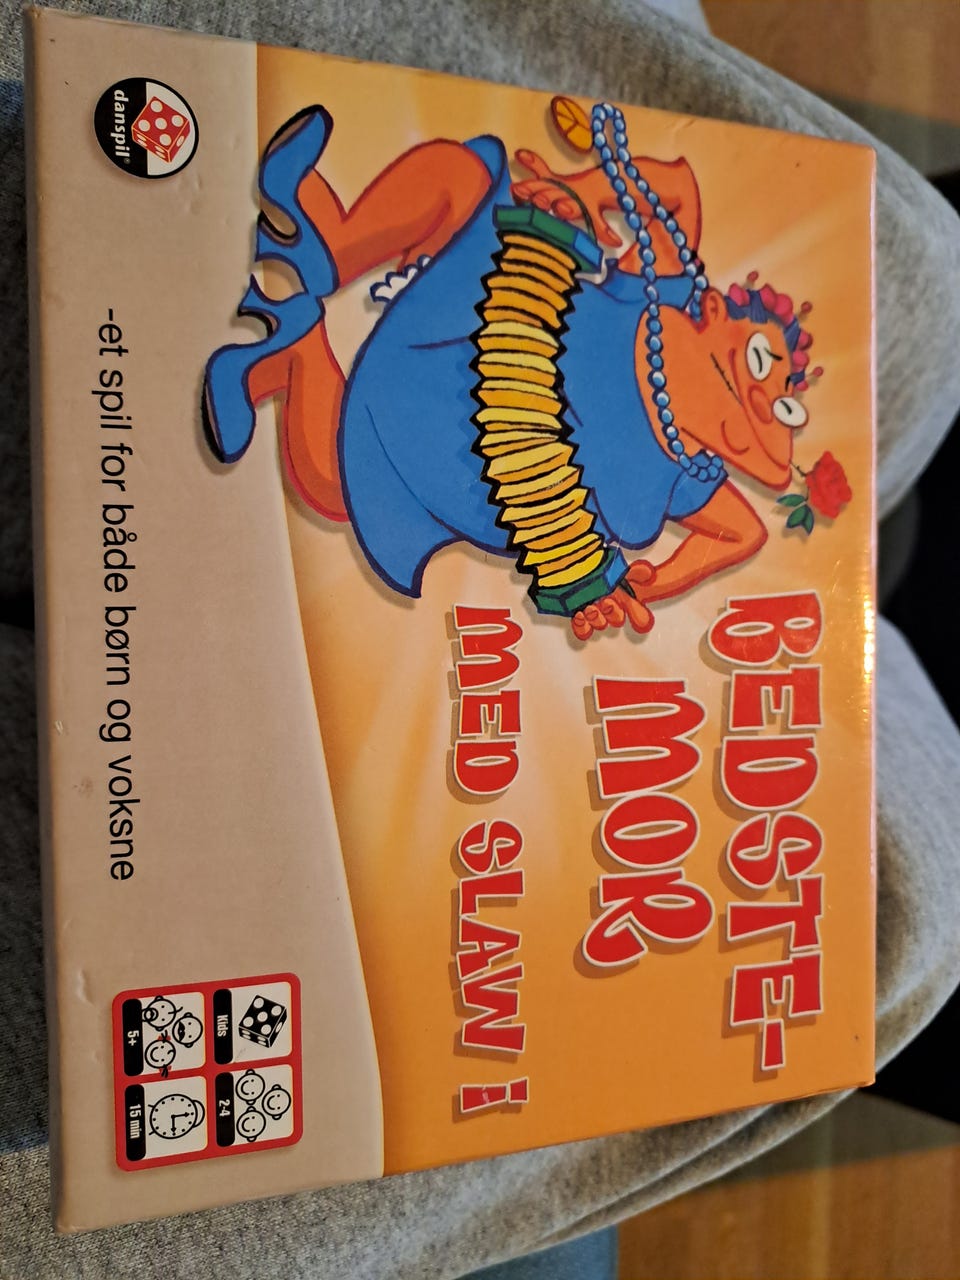 BEDSTE-
MOR
MED SLAW!
danspil®
-et spil for både børn og voksne
Kids
2-4
5+
15 min